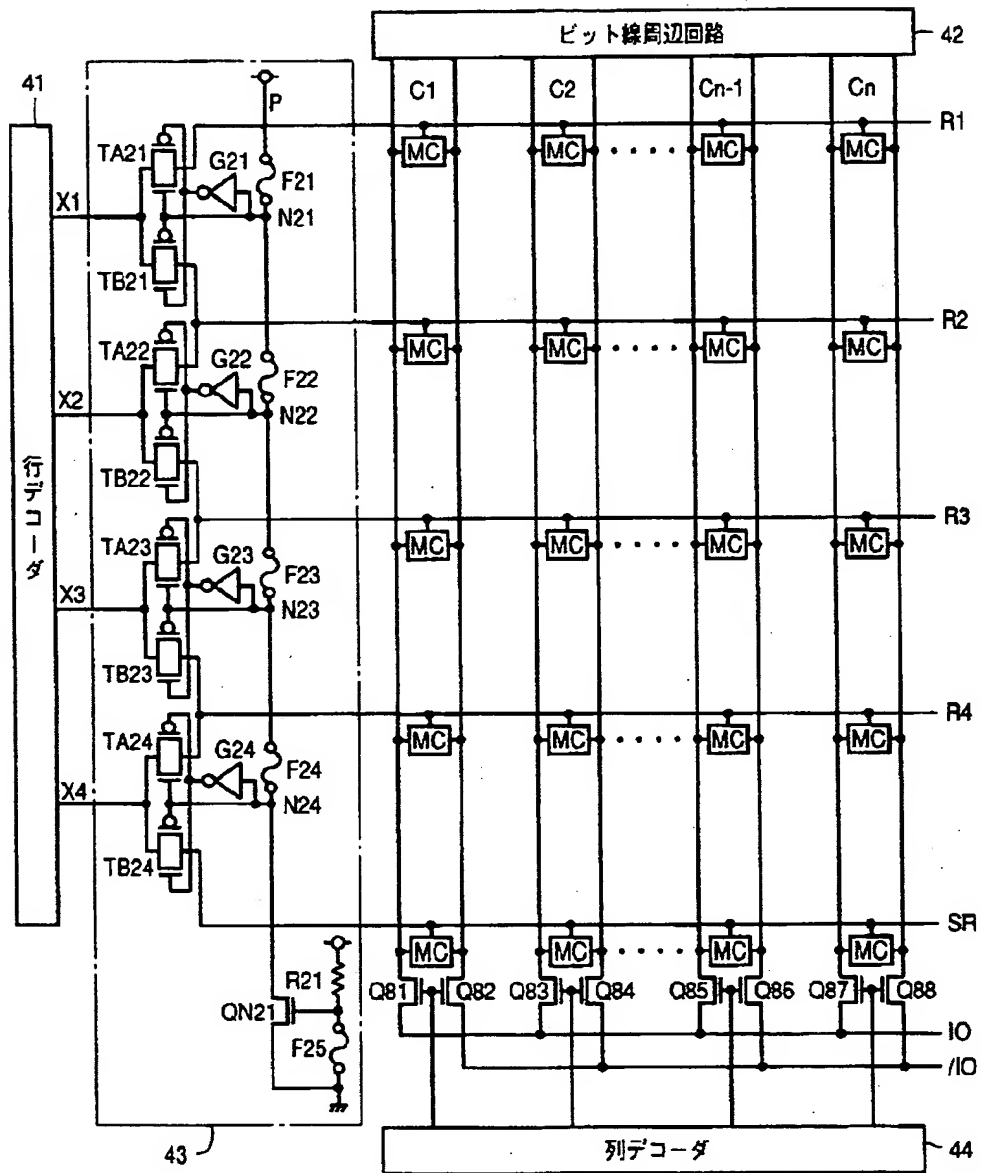 ビット線周辺回路
42
41
P
C1
C2
Cn-1
Cn
R1
TA21
G21
F21
MC
MC
MC
MC
X1
N21
TB21
R2
TA22
G22
F22
MC
MC
MC
MC
X2
N22
行デコーダ
TB22
R3
TA23
G23
F23
MC
MC
MC
MC
X3
N23
TB23
R4
TA24
G24
F24
MC
MC
MC
MC
X4
N24
TB24
SR
MC
MC
MC
MC
R21
Q81
Q82
Q83
Q84
Q85
Q86
Q87
Q88
QN21
IO
F25
/IO
43
列デコーダ
44